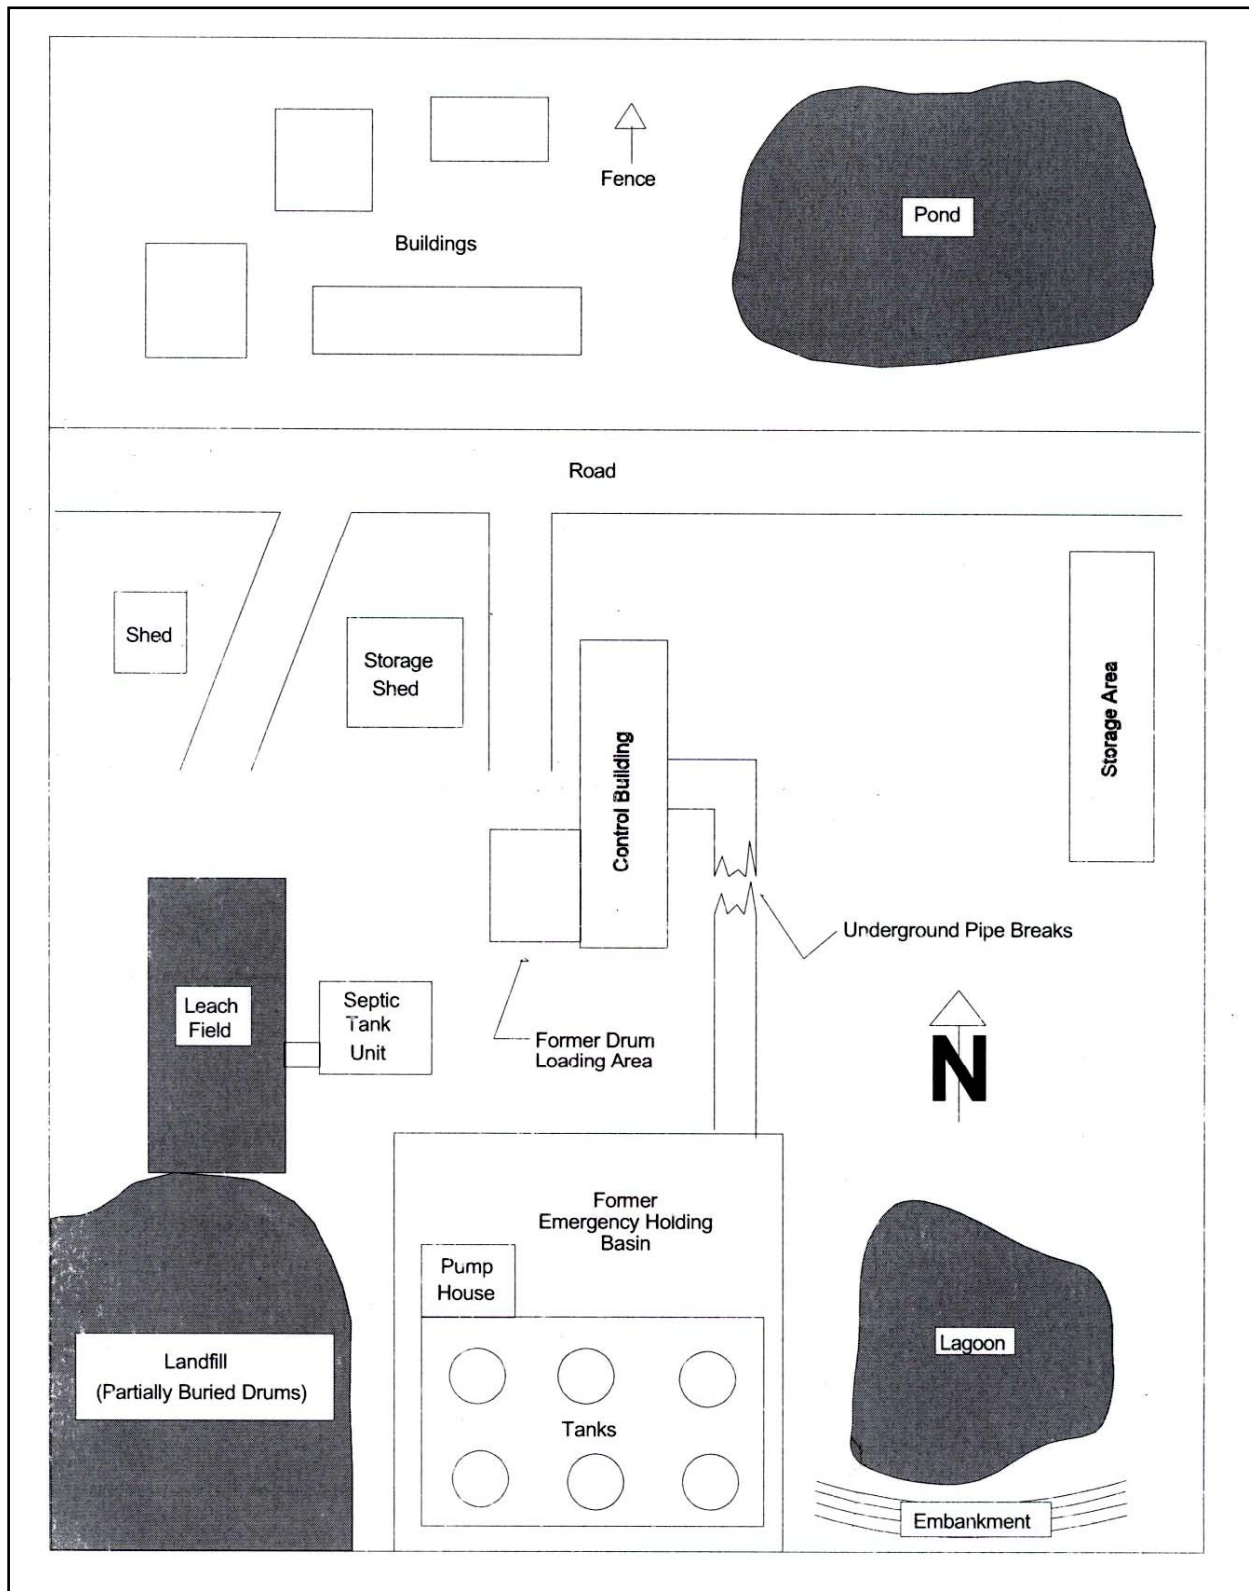 Fence
Pond
Buildings
Road
Shed
Storage
Shed
Control Building
Storage Area
Underground Pipe Breaks
Leach
Field
Septic
Tank
Unit
Former Drum
Loading Area
N
Former
Emergency Holding
Basin
Pump
House
Landfill
(Partially Buried Drums)
Tanks
Lagoon
Embankment